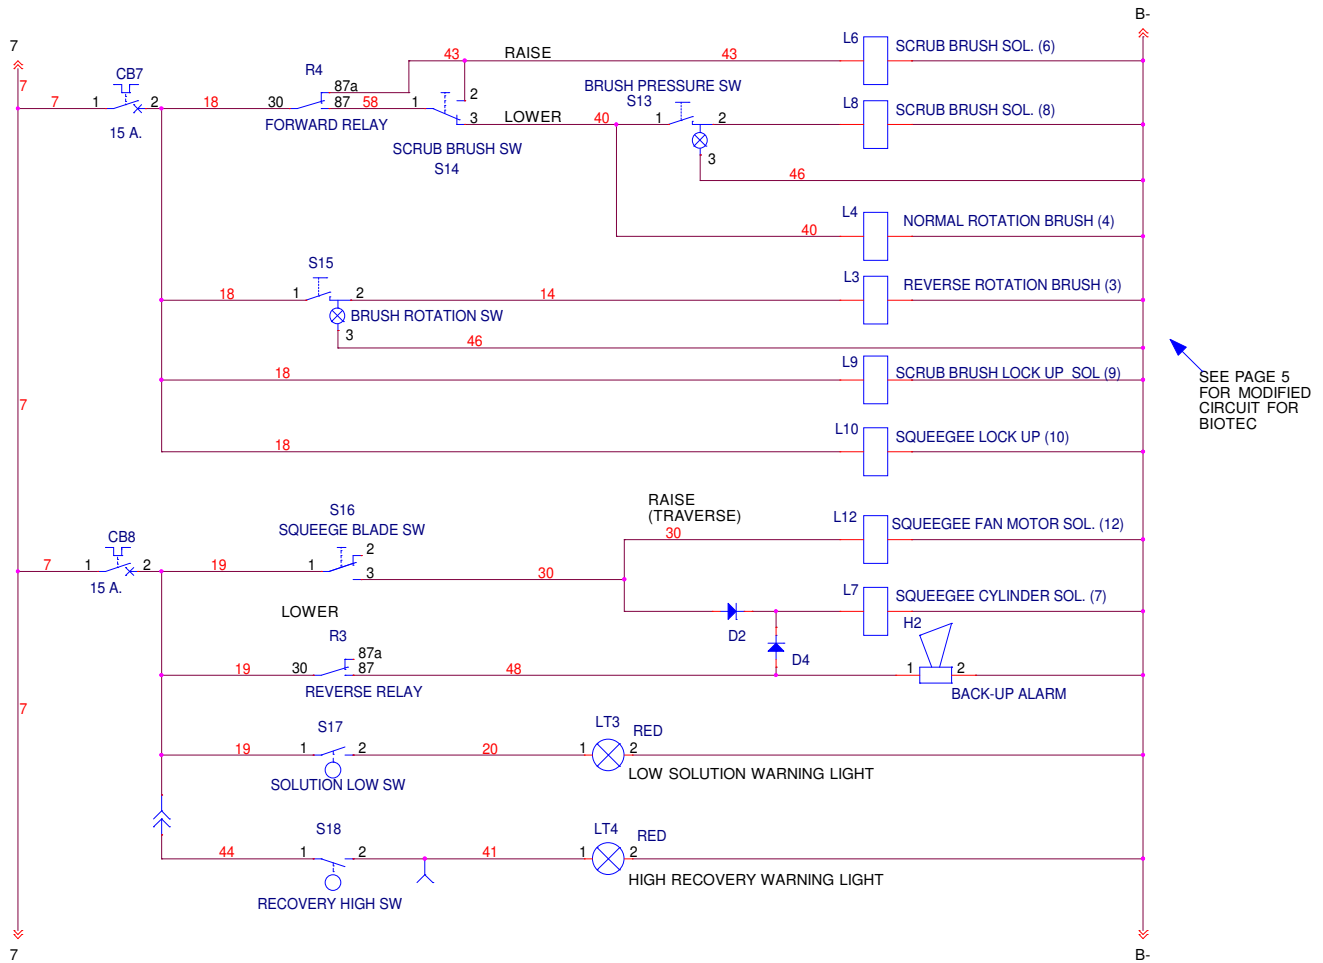 B-
7
L6
SCRUB BRUSH SOL. (6)
43
RAISE
43
CB7
R4
87a
BRUSH PRESSURE SW
S13
L8
SCRUB BRUSH SOL. (8)
7
7
1
2
18
30
87
58
1
2
3
LOWER
40
1
2
15 A.
FORWARD RELAY
SCRUB BRUSH SW
S14
3
46
L4
NORMAL ROTATION BRUSH (4)
40
S15
L3
REVERSE ROTATION BRUSH (3)
18
1
2
14
BRUSH ROTATION SW
3
46
L9
SCRUB BRUSH LOCK UP SOL (9)
18
SEE PAGE 5
FOR MODIFIED
CIRCUIT FOR
BIOTEC
7
L10
SQUEEGEE LOCK UP (10)
18
RAISE
(TRAVERSE)
S16
SQUEEGE BLADE SW
L12
SQUEEGEE FAN MOTOR SOL. (12)
30
CB8
2
7
1
2
19
1
3
30
15 A.
L7
SQUEEGEE CYLINDER SOL. (7)
LOWER
D2
H2
R3
87a
D4
19
30
87
48
1
2
REVERSE RELAY
BACK-UP ALARM
7
S17
LT3
RED
19
1
2
20
1
2
SOLUTION LOW SW
LOW SOLUTION WARNING LIGHT
S18
LT4
RED
44
1
2
41
1
2
RECOVERY HIGH SW
HIGH RECOVERY WARNING LIGHT
7
B-